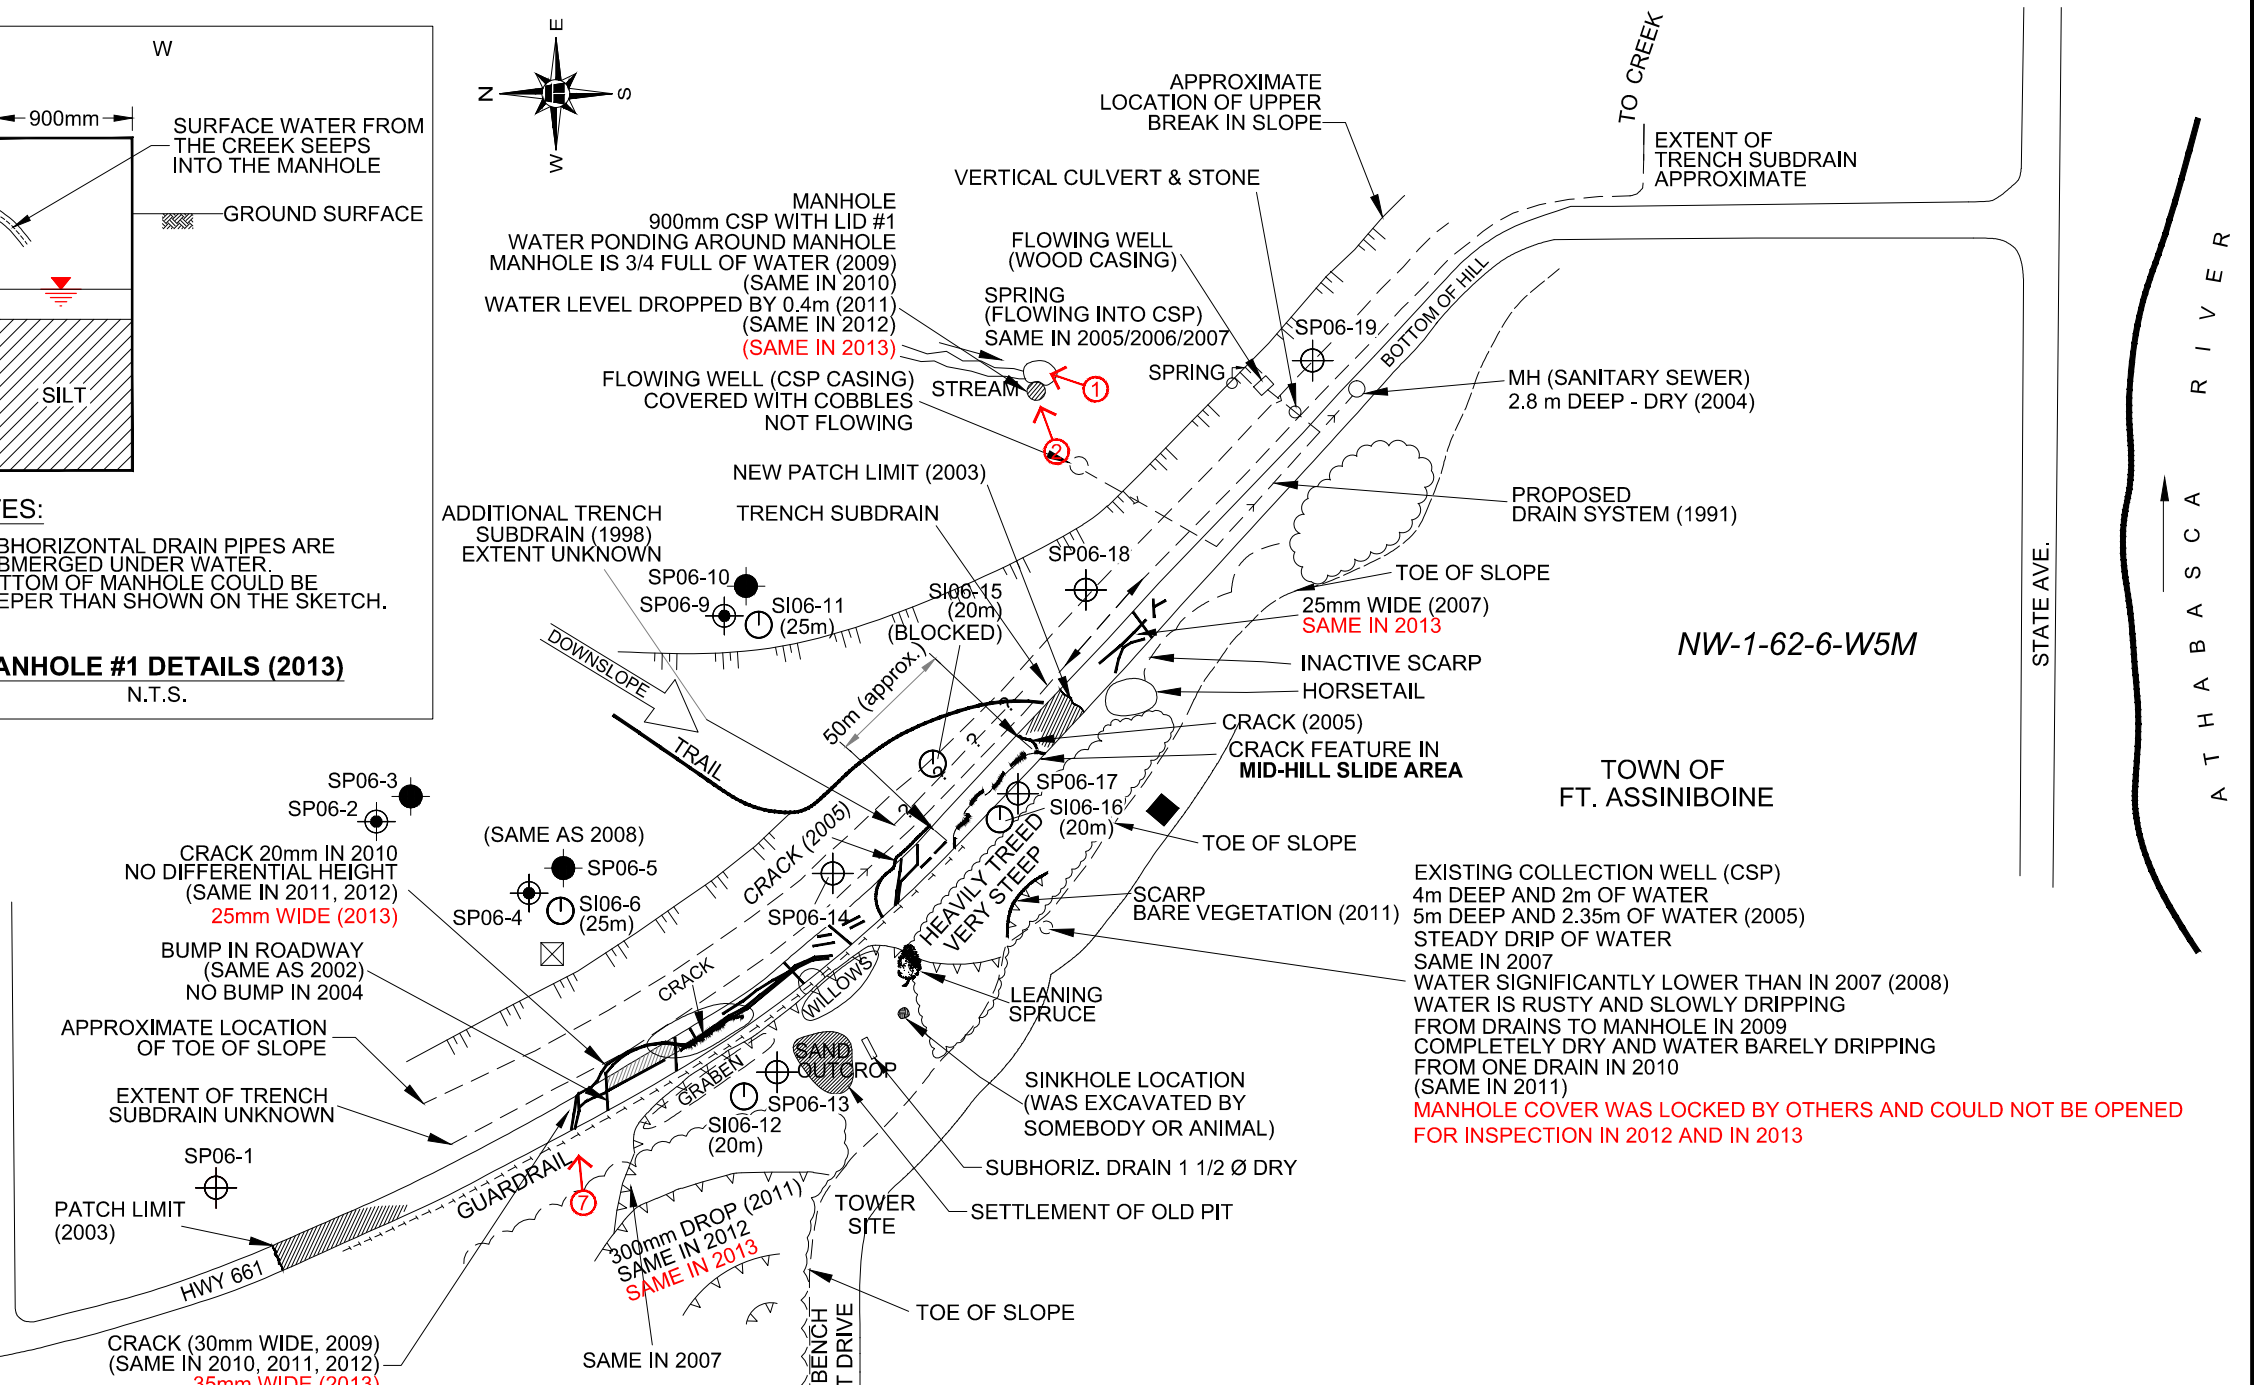 W
900mm
SURFACE WATER FROM
THE CREEK SEEPS
INTO THE MANHOLE
GROUND SURFACE
SILT
BHORIZONTAL DRAIN PIPES ARE
BMERGED UNDER WATER.
TTOM OF MANHOLE COULD BE
EPER THAN SHOWN ON THE SKETCH.
ANHOLE #1 DETAILS (2013)
N.T.S.
E
N
S
W
MANHOLE
900mm CSP WITH LID #1
WATER PONDING AROUND MANHOLE
MANHOLE IS 3/4 FULL OF WATER (2009)
(SAME IN 2010)
WATER LEVEL DROPPED BY 0.4m (2011)
(SAME IN 2012)
(SAME IN 2013)
FLOWING WELL (CSP CASING)
COVERED WITH COBBLES
NOT FLOWING
APPROXIMATE
LOCATION OF UPPER
BREAK IN SLOPE
VERTICAL CULVERT & STONE
FLOWING WELL
(WOOD CASING)
SPRING
(FLOWING INTO CSP)
SAME IN 2005/2006/2007
STREAM
1
2
SPRING
SP06-19
BOTTOM OF HILL
TO CREEK
EXTENT OF
TRENCH SUBDRAIN
APPROXIMATE
MH (SANITARY SEWER)
2.8 m DEEP - DRY (2004)
PROPOSED
DRAIN SYSTEM (1991)
STATE AVE.
ATHABASCA RIVER
NEW PATCH LIMIT (2003)
TRENCH SUBDRAIN
ADDITIONAL TRENCH
SUBDRAIN (1998)
EXTENT UNKNOWN
SP06-10
SP06-9
SI06-11
(25m)
SI06-15
(20m)
(BLOCKED)
SP06-18
TOE OF SLOPE
25mm WIDE (2007)
SAME IN 2013
INACTIVE SCARP
HORSETAIL
CRACK (2005)
CRACK FEATURE IN
MID-HILL SLIDE AREA
NW-1-62-6-W5M
TOWN OF
FT. ASSINIBOINE
DOWNSLOPE
TRAIL
50m (approx.)
?
?
?
?
SP06-17
SI06-16
(20m)
TOE OF SLOPE
SP06-3
SP06-2
(SAME AS 2008)
SP06-5
SP06-4
SI06-6
(25m)
CRACK (2005)
SP06-14
HEAVILY TREED
VERY STEEP
SCARP
BARE VEGETATION (2011)
CRACK 20mm IN 2010
NO DIFFERENTIAL HEIGHT
(SAME IN 2011, 2012)
25mm WIDE (2013)
BUMP IN ROADWAY
(SAME AS 2002)
NO BUMP IN 2004
APPROXIMATE LOCATION
OF TOE OF SLOPE
EXTENT OF TRENCH
SUBDRAIN UNKNOWN
CRACK
WILLOWS
LEANING
SPRUCE
GRABEN
SAND
OUTCROP
SP06-13
SI06-12
(20m)
SINKHOLE LOCATION
(WAS EXCAVATED BY
SOMEBODY OR ANIMAL)
SUBHORIZ. DRAIN 1 1/2 Ø DRY
SETTLEMENT OF OLD PIT
EXISTING COLLECTION WELL (CSP)
4m DEEP AND 2m OF WATER
5m DEEP AND 2.35m OF WATER (2005)
STEADY DRIP OF WATER
SAME IN 2007
WATER SIGNIFICANTLY LOWER THAN IN 2007 (2008)
WATER IS RUSTY AND SLOWLY DRIPPING
FROM DRAINS TO MANHOLE IN 2009
COMPLETELY DRY AND WATER BARELY DRIPPING
FROM ONE DRAIN IN 2010
(SAME IN 2011)
MANHOLE COVER WAS LOCKED BY OTHERS AND COULD NOT BE OPENED
FOR INSPECTION IN 2012 AND IN 2013
SP06-1
PATCH LIMIT
(2003)
HWY 661
GUARDRAIL
7
300mm DROP (2011)
SAME IN 2012
SAME IN 2013
TOWER
SITE
TOE OF SLOPE
BENCH
T DRIVE
SAME IN 2007
CRACK (30mm WIDE, 2009)
(SAME IN 2010, 2011, 2012)
35mm WIDE (2013)